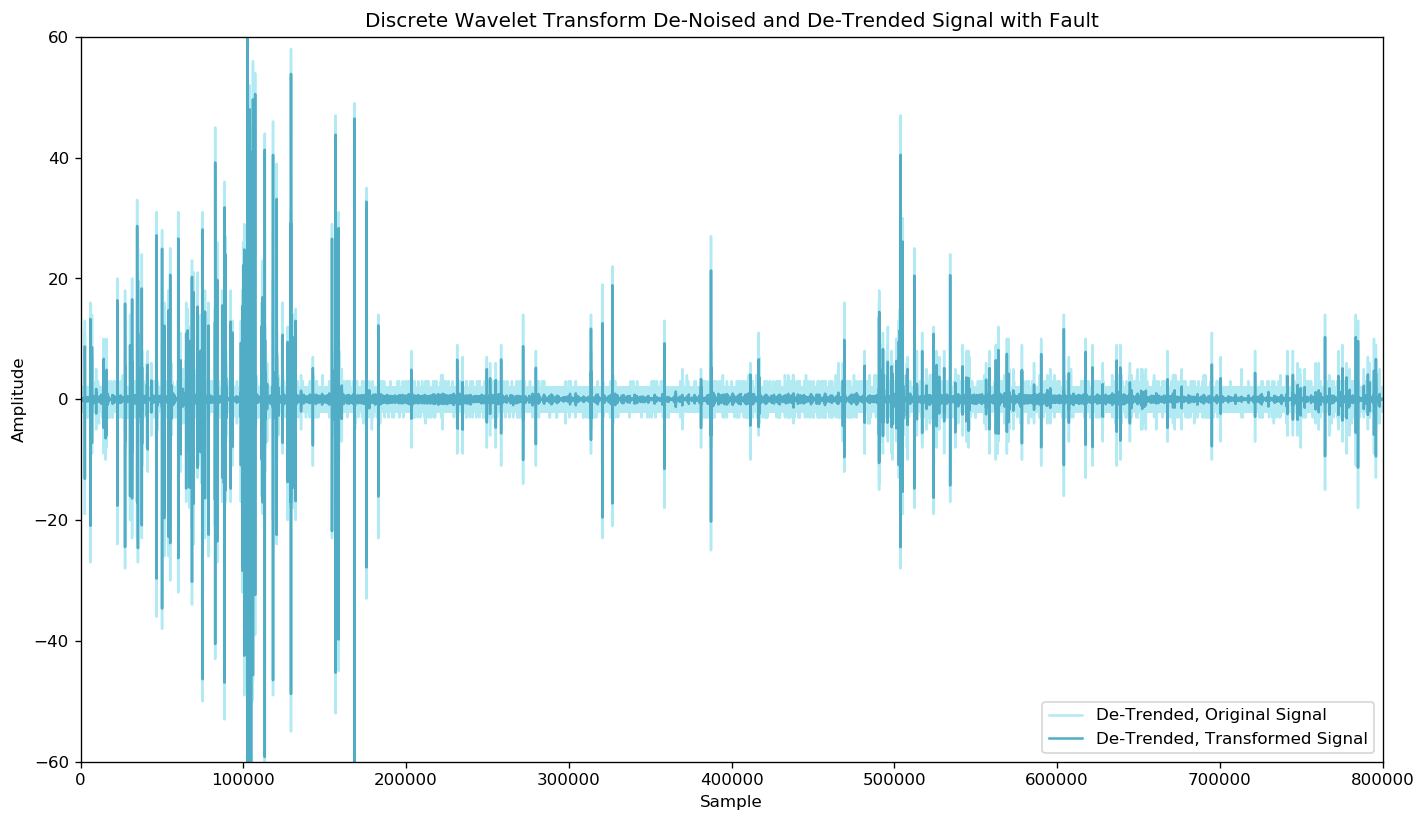 Discrete Wavelet Transform De-Noised and De-Trended Signal with Fault
60
40
20
0
−20
−40
−60
Amplitude
0 100000 200000 300000 400000 500000 600000 700000 800000
Sample
De-Trended, Original Signal
De-Trended, Transformed Signal